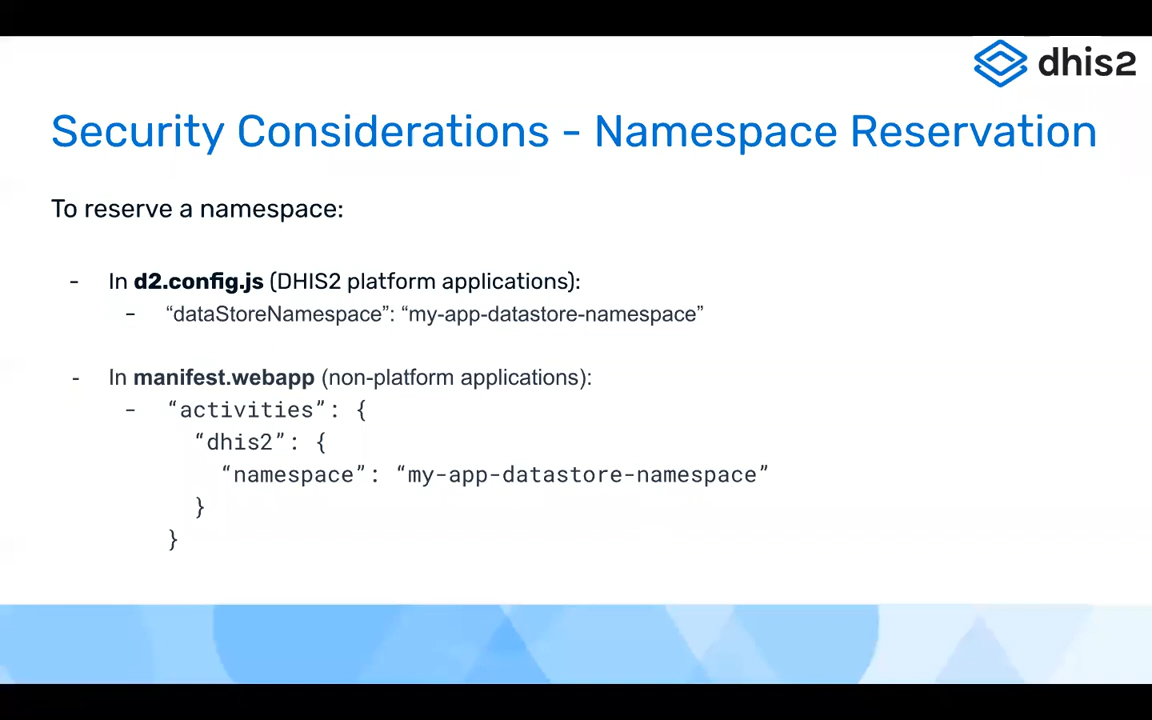 dhis2
Security Considerations - Namespace Reservation
To reserve a namespace:
- In d2.config.js (DHIS2 platform applications):
- “dataStoreNamespace”: “my-app-datastore-namespace”
- In manifest.webapp (non-platform applications):
- “activities”: {
“dhis2”: {
“namespace”: “my-app-datastore-namespace”
}
}